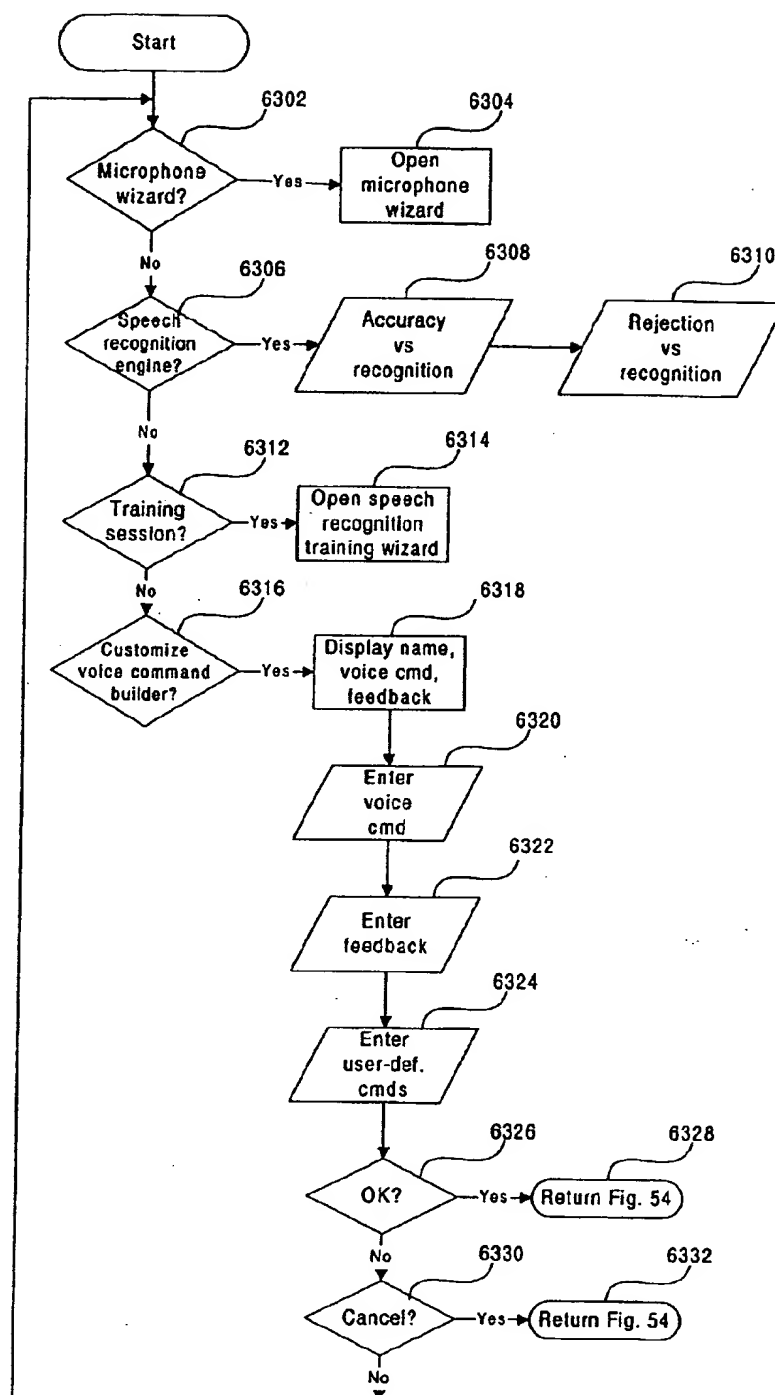 Start
6302
6304
Microphone
wizard?
Yes
Open
microphone
wizard
No
6306
6308
6310
Speech
recognition
engine?
Yes
Accuracy
vs
recognition
Rejection
vs
recognition
No
6312
6314
Training
session?
Yes
Open speech
recognition
training wizard
No
6316
6318
Customize
voice command
builder?
Yes
Display name,
voice cmd,
feedback
6320
Enter
voice
cmd
6322
Enter
feedback
6324
Enter
user-def.
cmds
6326
6328
OK?
Yes
Return Fig. 54
No
6330
6332
Cancel?
Yes
Return Fig. 54
No